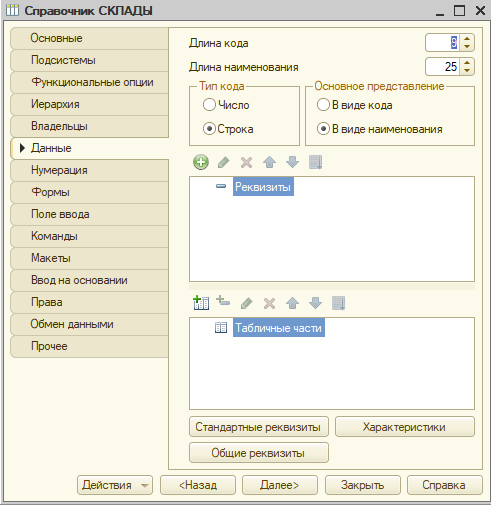 Справочник СКЛАДЫ
Основные
Подсистемы
Функциональные опции
Иерархия
Владельцы
Данные
Нумерация
Формы
Поле ввода
Команды
Макеты
Ввод на основании
Права
Обмен данными
Прочее
Длина кода 9
Длина наименования 25
Тип кода
Число
Строка
Основное представление
В виде кода
В виде наименования
Реквизиты
Табличные части
Стандартные реквизиты Характеристики
Общие реквизиты
Действия <Назад Далее> Закрыть Справка